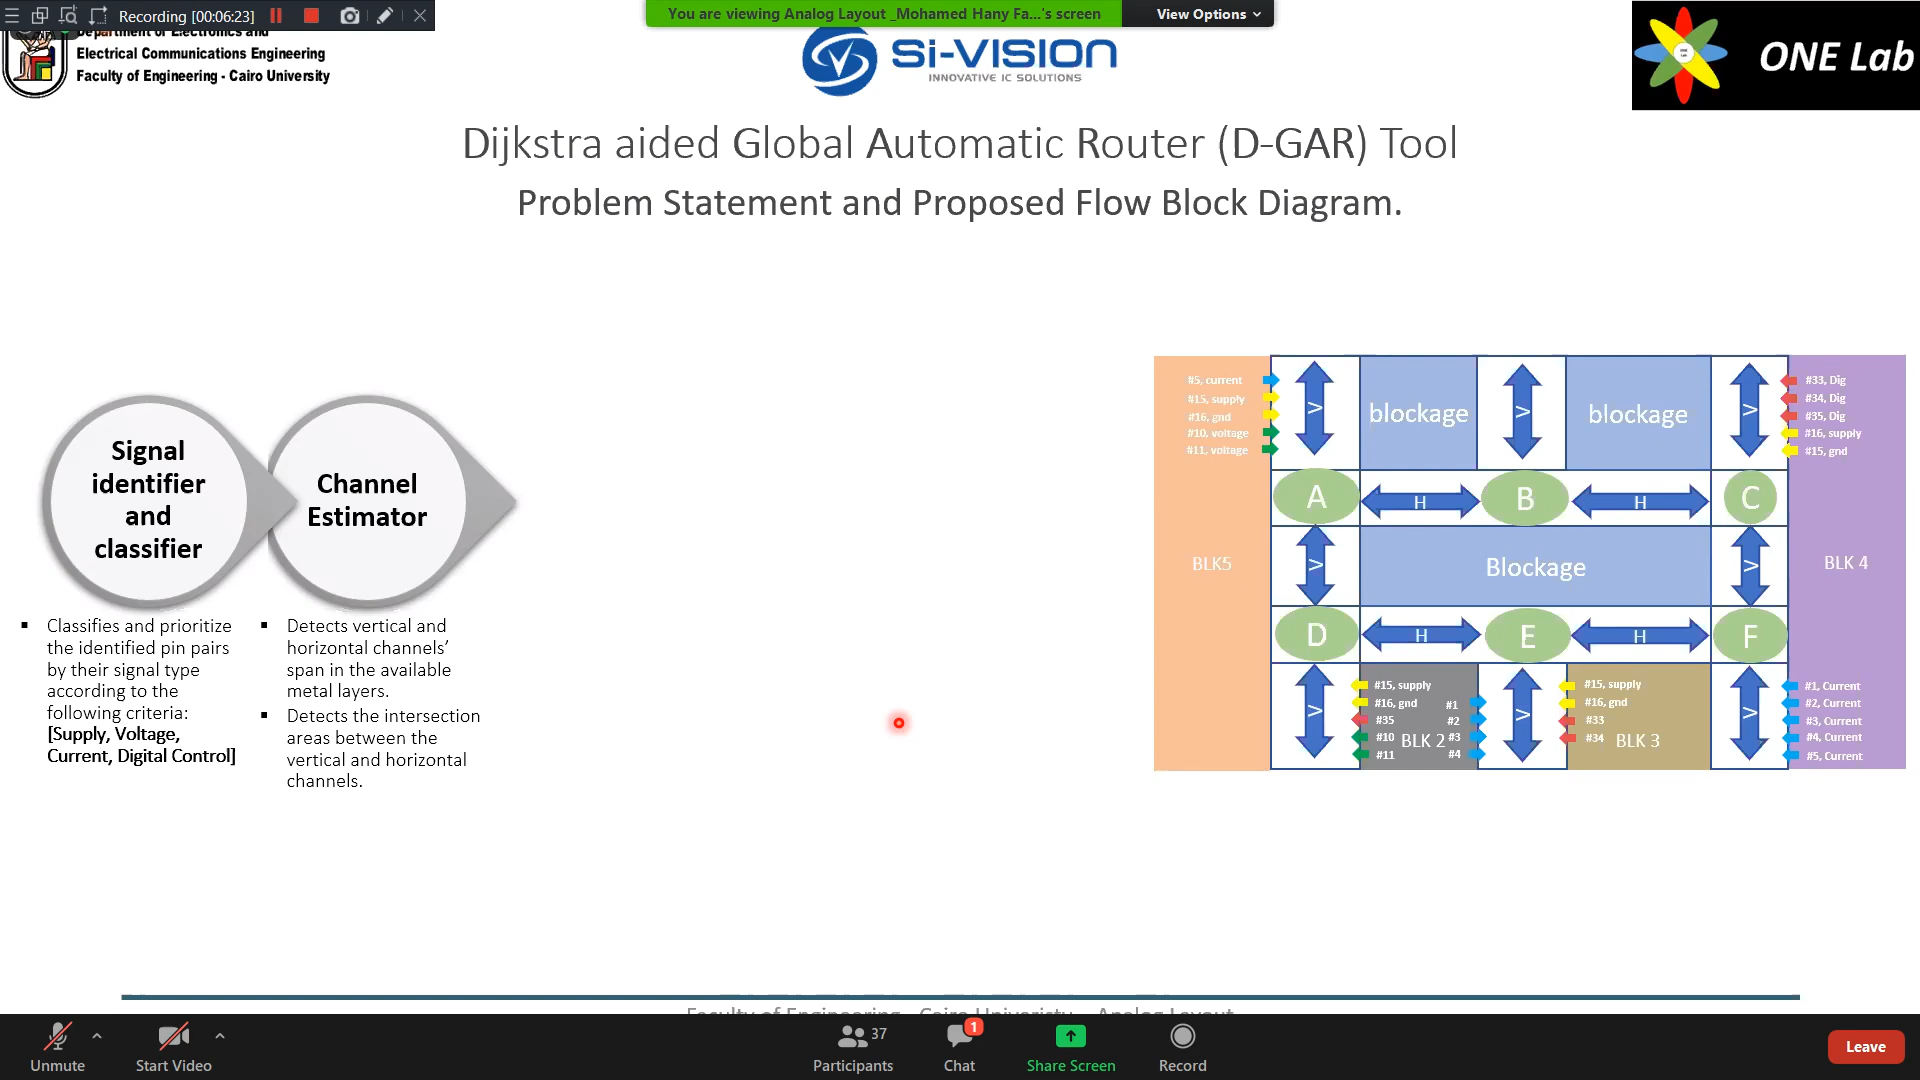 Recording [00:06:23]
You are viewing Analog Layout _Mohamed Hany Fa...'s screen
View Options
Department of Electronics and
Electrical Communications Engineering
Faculty of Engineering - Cairo University
Si-VISION
INNOVATIVE IC SOLUTIONS
ONE Lab
Dijkstra aided Global Automatic Router (D-GAR) Tool
Problem Statement and Proposed Flow Block Diagram.
Signal
identifier
and
classifier
Channel
Estimator
▪ Classifies and prioritize
the identified pin pairs
by their signal type
according to the
following criteria:
[Supply, Voltage,
Current, Digital Control]
▪ Detects vertical and
horizontal channels’
span in the available
metal layers.
▪ Detects the intersection
areas between the
vertical and horizontal
channels.
#5, current
#15, supply
#16, gnd
#10, voltage
#11, voltage
BLK5
V
blockage
V
blockage
V
A
H
B
H
C
V
Blockage
V
D
H
E
H
F
V
#15, supply
#16, gnd
#35
#10
#11
BLK 2
#1
#2
#3
#4
V
#15, supply
#16, gnd
#33
#34
BLK 3
V
#33, Dig
#34, Dig
#35, Dig
#16, supply
#15, gnd
BLK 4
#1, Current
#2, Current
#3, Current
#4, Current
#5, Current
Faculty of Engineering - Cairo Univeristy - Analog Layout
Unmute
Start Video
37
Participants
1
Chat
Share Screen
Record
Leave